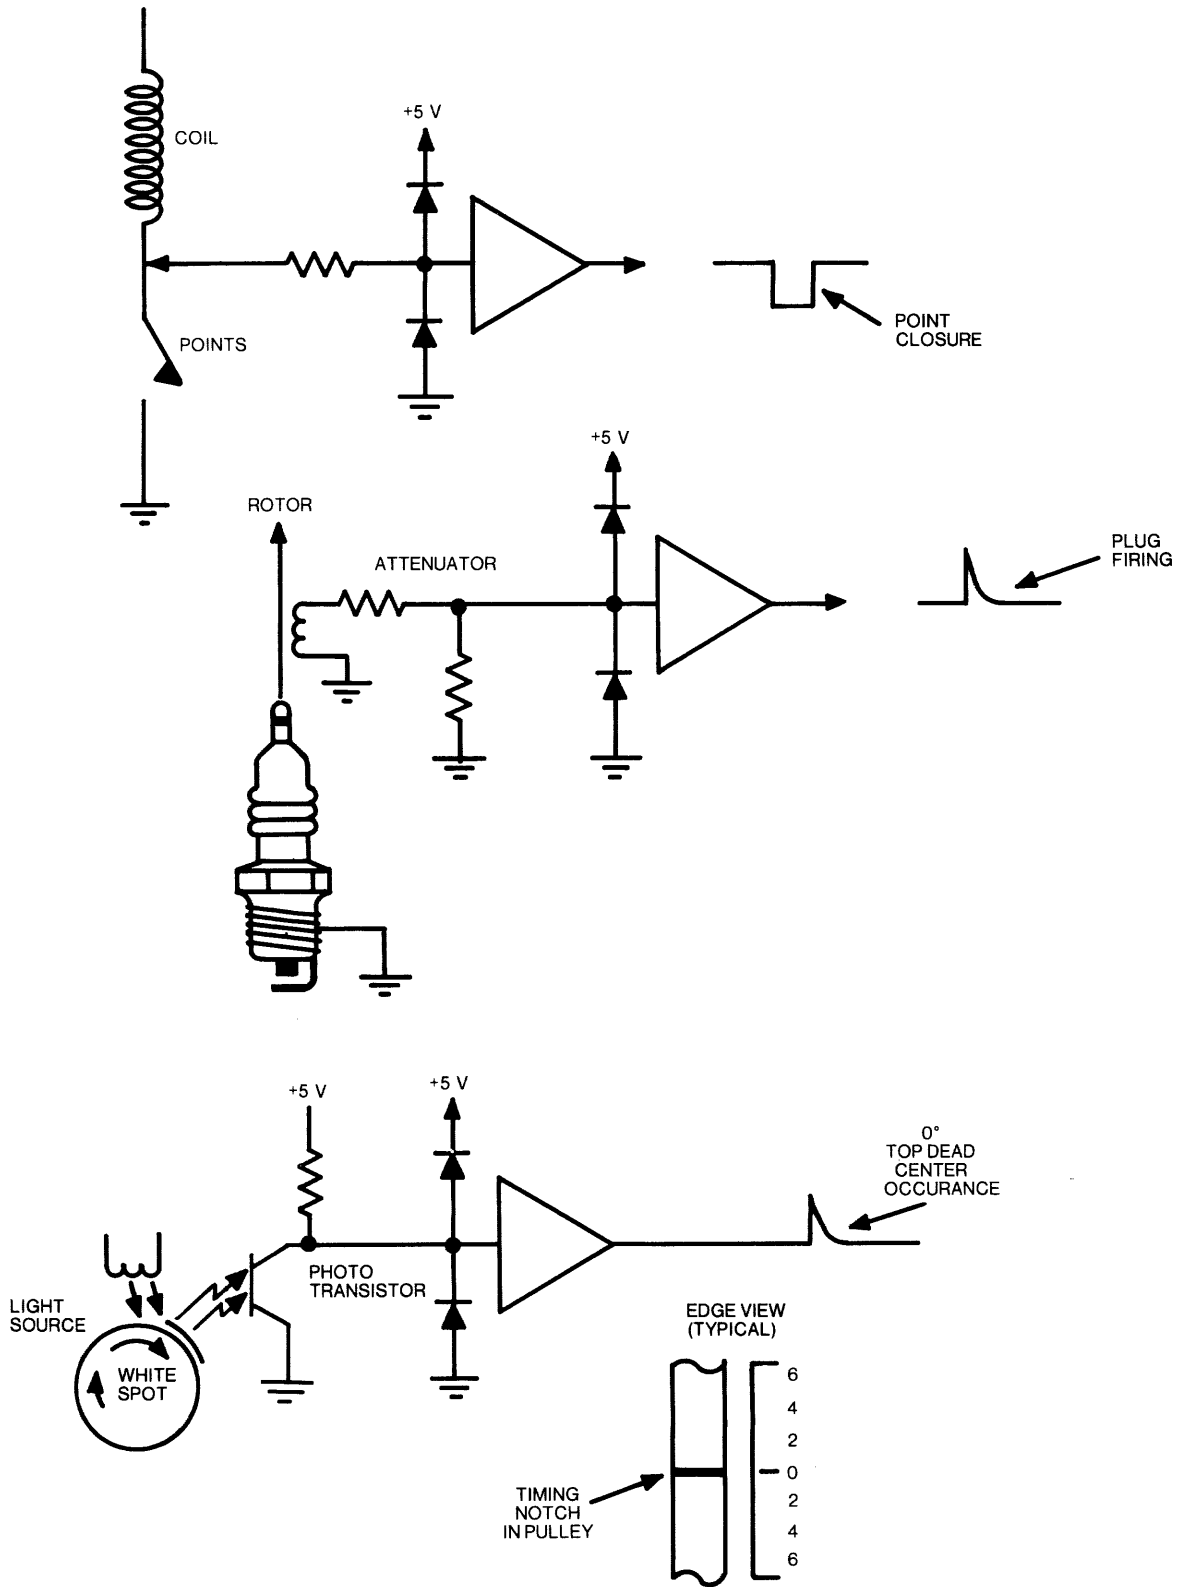 +5 V
COIL
POINTS
POINT
CLOSURE
+5 V
ROTOR
ATTENUATOR
PLUG
FIRING
+5 V
+5 V
0°
TOP DEAD
CENTER
OCCURANCE
PHOTO
TRANSISTOR
LIGHT
SOURCE
WHITE
SPOT
EDGE VIEW
(TYPICAL)
6
4
2
0
2
4
6
TIMING
NOTCH
IN PULLEY